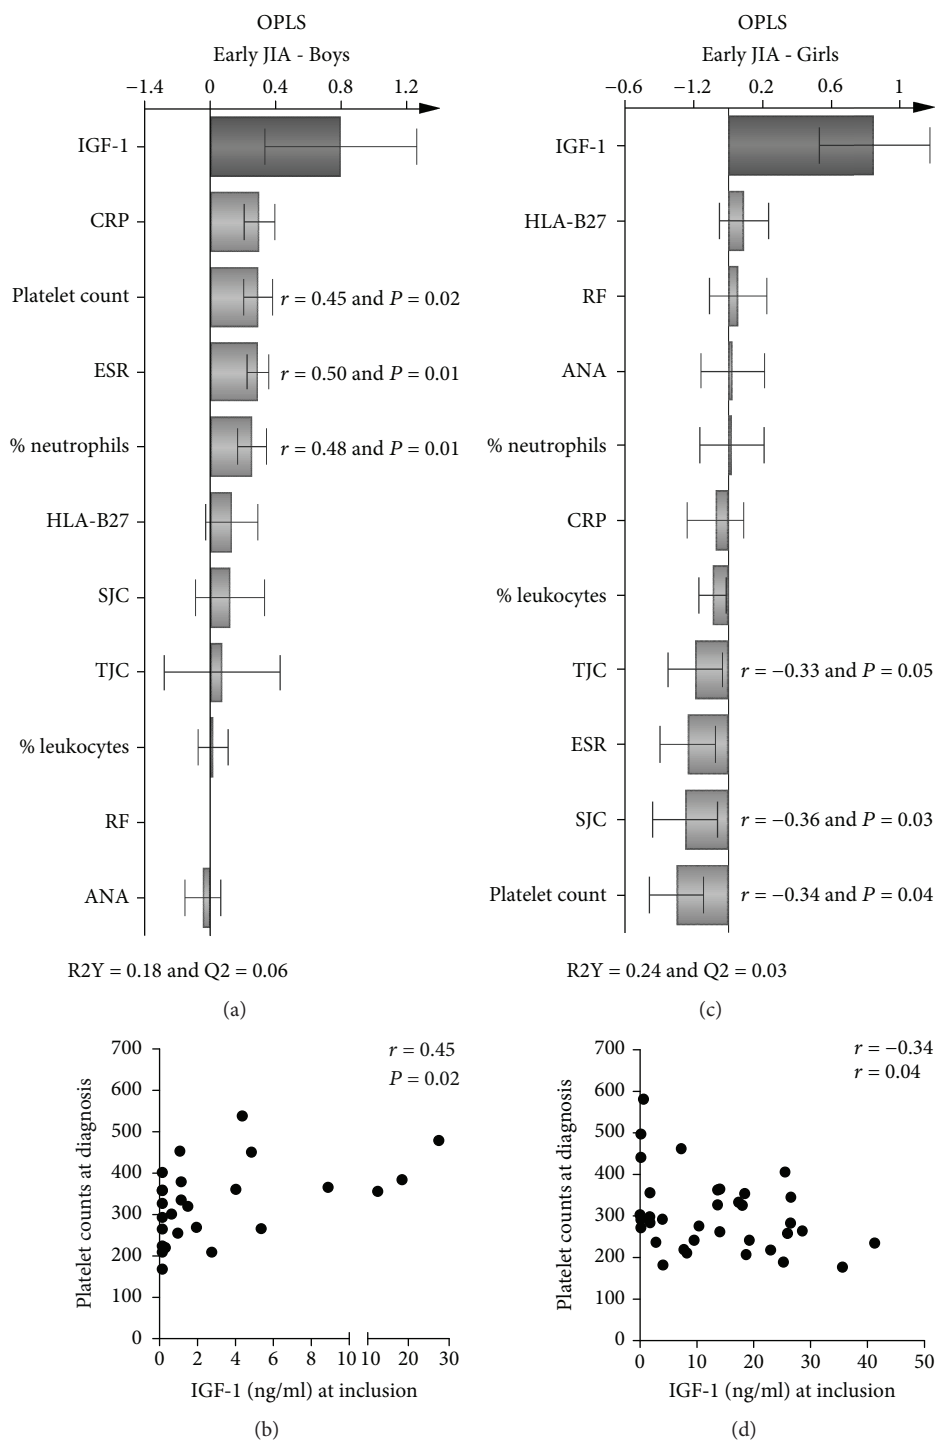 OPLS
Early JIA - Boys
−1.4 0 0.4 0.8 1.2
IGF-1
CRP
Platelet count r = 0.45 and P = 0.02
ESR r = 0.50 and P = 0.01
% neutrophils r = 0.48 and P = 0.01
HLA-B27
SJC
TJC
% leukocytes
RF
ANA
R2Y = 0.18 and Q2 = 0.06
(a)
OPLS
Early JIA - Girls
−0.6 −1.2 0.2 0.6 1
IGF-1
HLA-B27
RF
ANA
% neutrophils
CRP
% leukocytes
TJC r = −0.33 and P = 0.05
ESR
SJC r = −0.36 and P = 0.03
Platelet count r = −0.34 and P = 0.04
R2Y = 0.24 and Q2 = 0.03
(c)
r = 0.45
P = 0.02
Platelet counts at diagnosis
700
600
500
400
300
200
100
0
0 2 4 6 8 10 10 20 30
IGF-1 (ng/ml) at inclusion
(b)
r = −0.34
r = 0.04
Platelet counts at diagnosis
700
600
500
400
300
200
100
0
0 10 20 30 40 50
IGF-1 (ng/ml) at inclusion
(d)